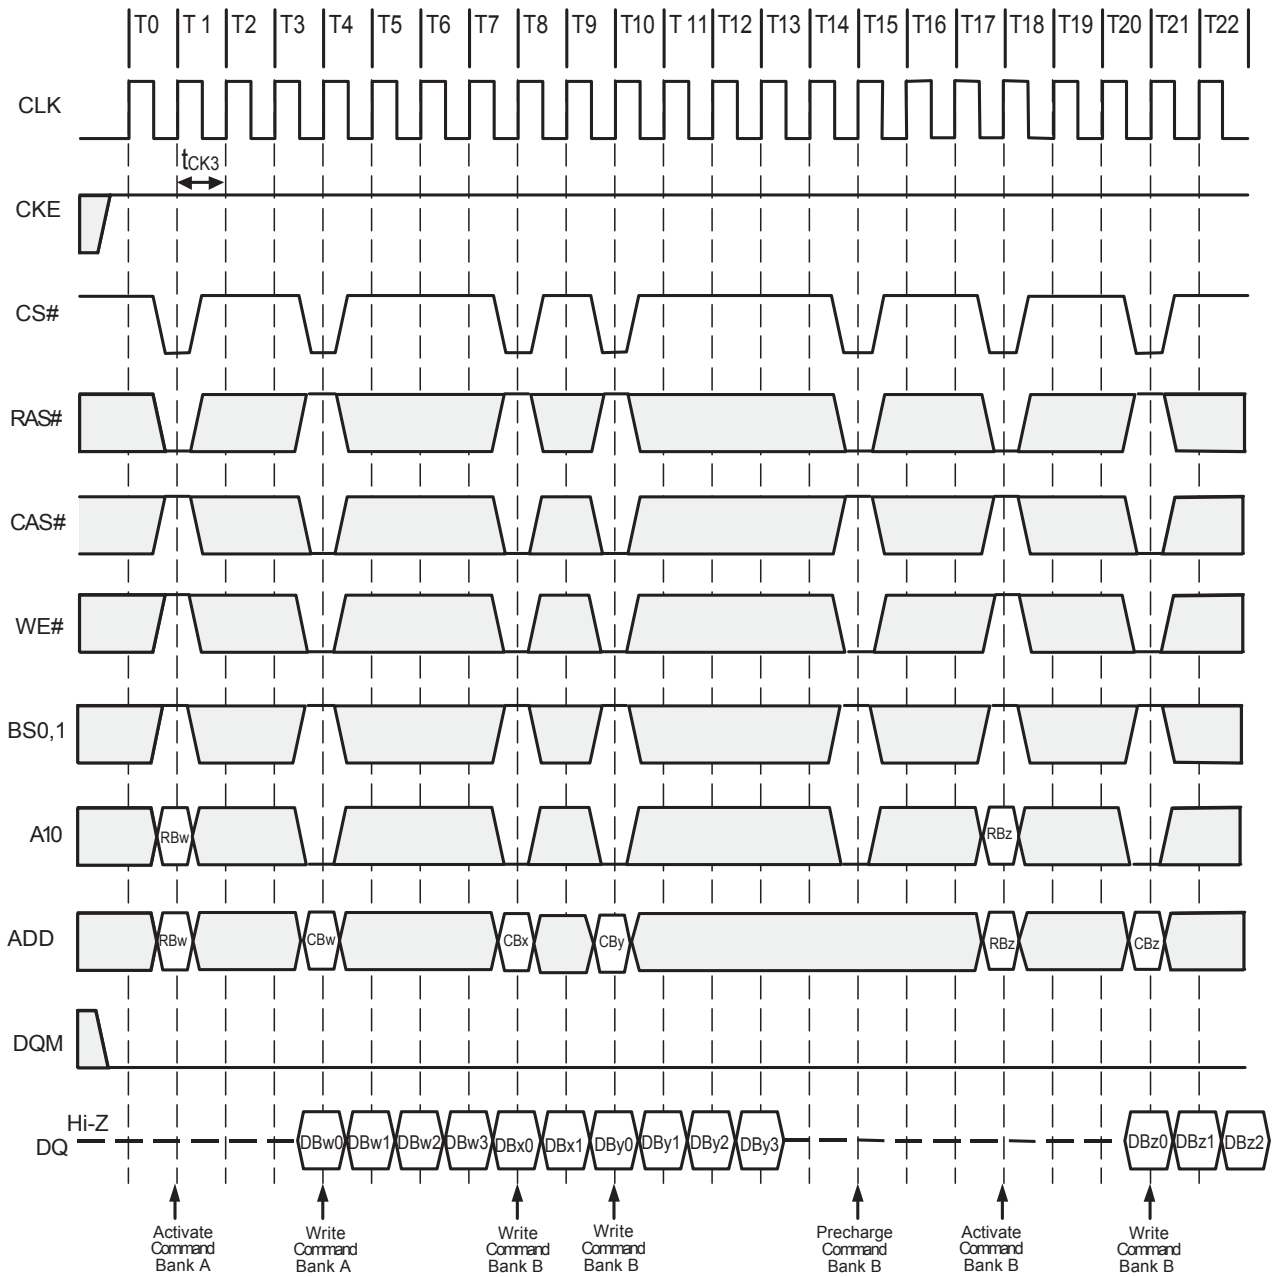 T0 T 1 T2 T3 T4 T5 T6 T7 T8 T9 T10 T 11 T12 T13 T14 T15 T16 T17 T18 T19 T20 T21 T22
CLK
tCK3
CKE
CS#
RAS#
CAS#
WE#
BS0,1
A10 RBw RBz
ADD RBw CBw CBx CBy RBz CBz
DQM
Hi-Z
DQ DBw0 DBw1 DBw2 DBw3 DBx0 DBx1 DBy0 DBy1 DBy2 DBy3 DBz0 DBz1 DBz2
Activate Write Write Write Precharge Activate Write
Command Command Command Command Command Command Command
Bank A Bank A Bank B Bank B Bank B Bank B Bank B